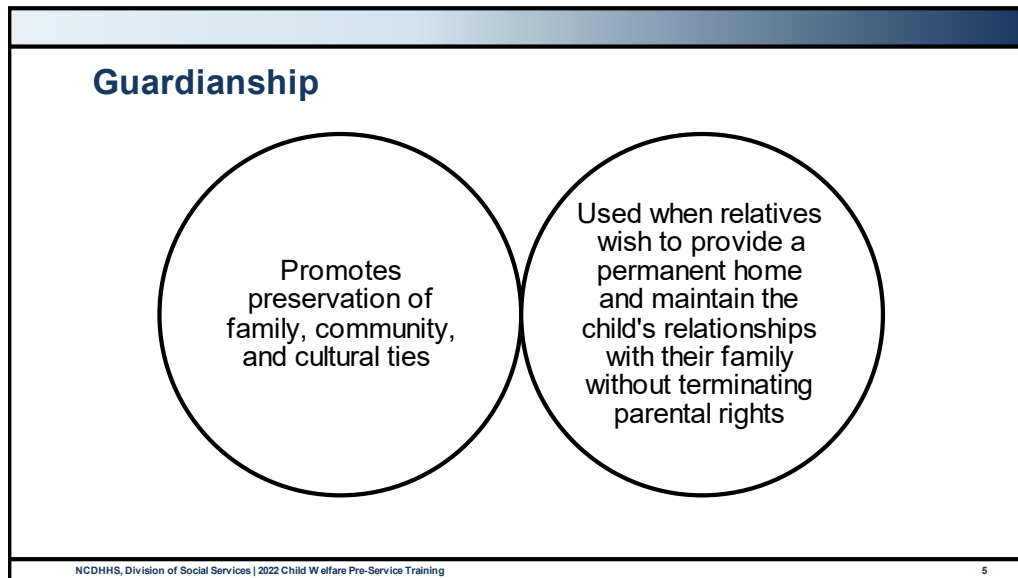 Guardianship
Promotes
preservation of
family, community,
and cultural ties
Used when relatives
wish to provide a
permanent home
and maintain the
child's relationships
with their family
without terminating
parental rights
NCDHHS, Division of Social Services | 2022 Child Welfare Pre-Service Training
5